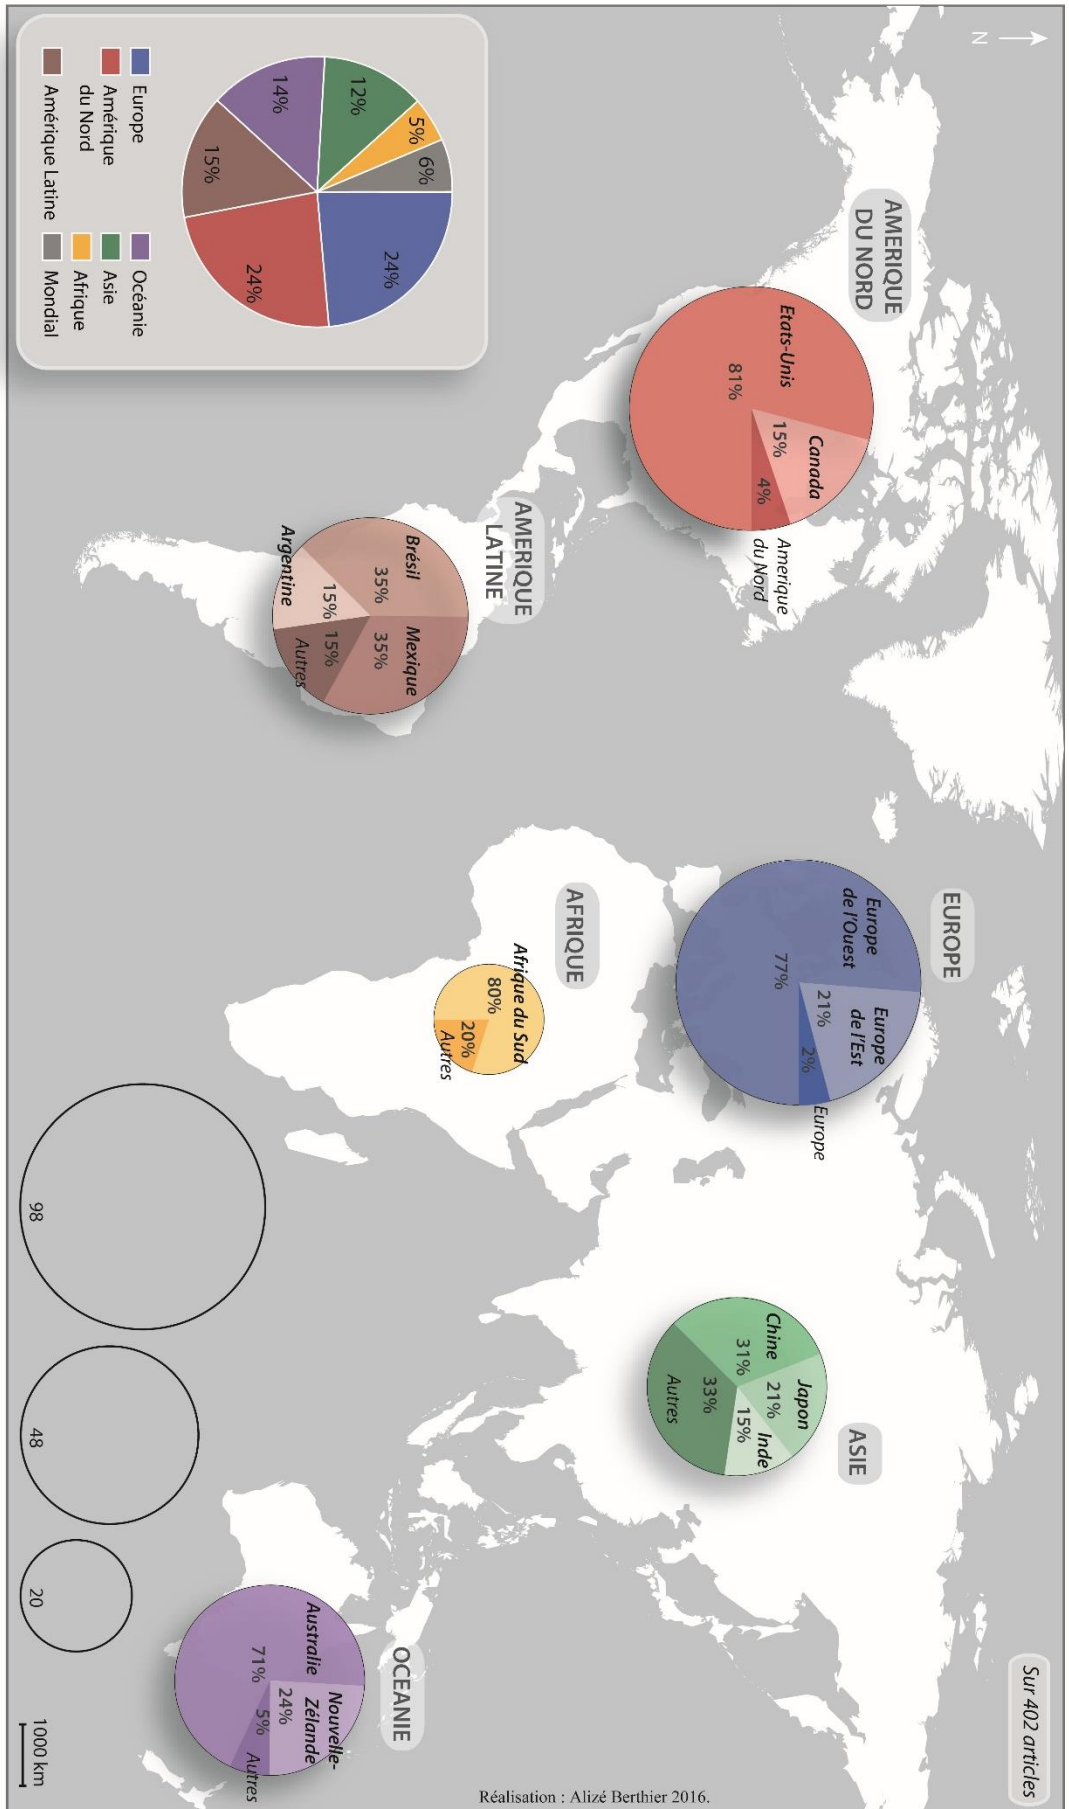 N
Sur 402 articles
AMERIQUE
DU NORD
Etats-Unis
81%
Canada
15%
4%
Amerique
du Nord
EUROPE
Europe
de l'Ouest
77%
Europe
de l'Est
21%
2%
Europe
ASIE
Chine
31%
Japon
21%
Inde
15%
33%
Autres
AMERIQUE
LATINE
Brésil
35%
Mexique
35%
Argentine
15%
15%
Autres
AFRIQUE
Afrique du Sud
80%
20%
Autres
OCEANIE
Australie
71%
Nouvelle-
Zélande
24%
5%
Autres
24%
24%
15%
14%
12%
5%
6%
Europe
Amérique
du Nord
Amérique Latine
Océanie
Asie
Afrique
Mondial
98
48
20
1000 km
Réalisation : Alizé Berthier 2016.